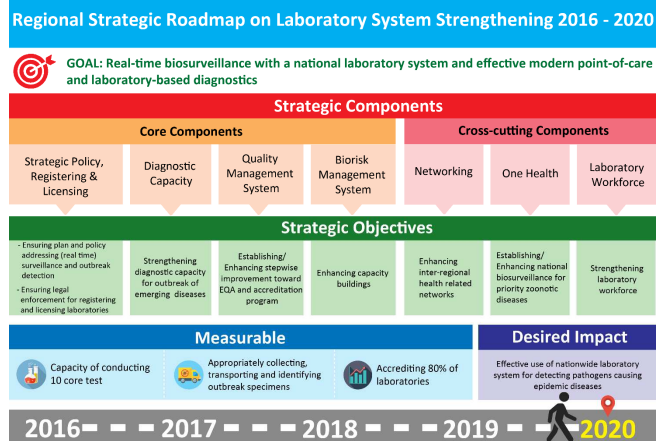 Regional Strategic Roadmap on Laboratory System Strengthening 2016 - 2020
GOAL: Real-time biosurveillance with a national laboratory system and effective modern point-of-care
and laboratory-based diagnostics
Strategic Components
Core Components
Cross-cutting Components
Strategic Policy,
Registering &
Licensing
Diagnostic
Capacity
Quality
Management
System
Biorisk
Management
System
Networking
One Health
Laboratory
Workforce
Strategic Objectives
- Ensuring plan and policy
addressing (real time)
surveillance and outbreak
detection
- Ensuring legal
enforcement for registering
and licensing laboratories
Strengthening
diagnostic capacity
for outbreak of
emerging diseases
Establishing/
Enhancing stepwise
improvement toward
EQA and accreditation
program
Enhancing capacity
buildings
Enhancing
inter-regional
health related
networks
Establishing/
Enhancing national
biosurveillance for
priority zoonotic
diseases
Strengthening
laboratory
workforce
Measurable
Desired Impact
Capacity of conducting
10 core test
Appropriately collecting,
transporting and identifying
outbreak specimens
Accrediting 80% of
laboratories
Effective use of nationwide laboratory
system for detecting pathogens causing
epidemic diseases
2016 2017 2018 2019 2020